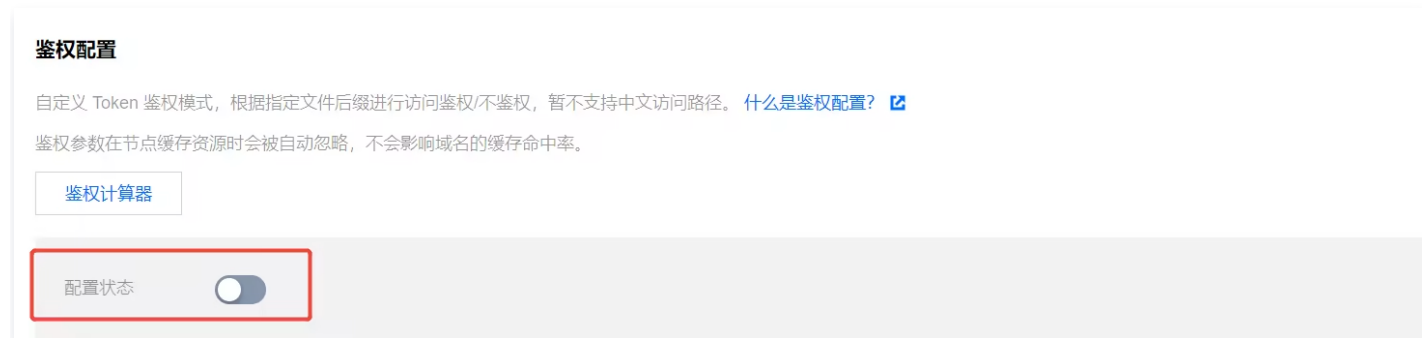 鉴权配置
自定义 Token 鉴权模式，根据指定文件后缀进行访问鉴权/不鉴权，暂不支持中文访问路径。 什么是鉴权配置？
鉴权参数在节点缓存资源时会被自动忽略，不会影响域名的缓存命中率。
鉴权计算器
配置状态